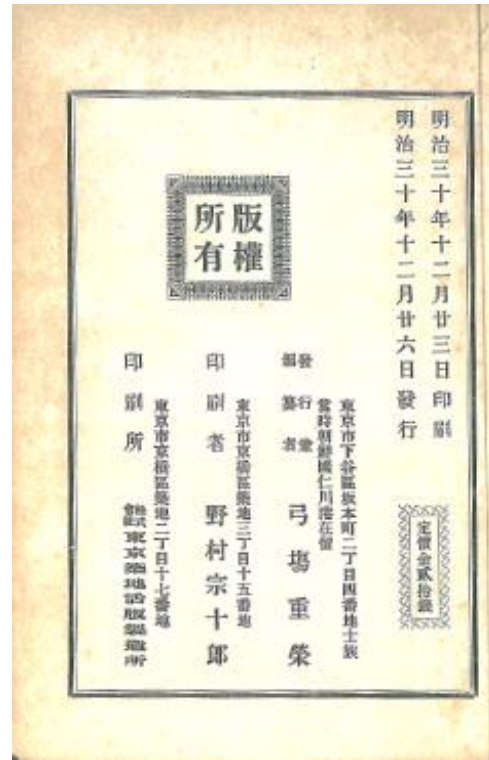 明治三十年十二月廿三日印刷
明治三十年十二月廿六日發行
定價金貳拾錢
版權
所有
東京市下谷區坂本町二丁目四番地士族
當時朝鮮國仁川港在留
發行兼
編纂者
弓場重榮
東京市京橋區築地三丁目十五番地
印刷者
野村宗十郎
東京市京橋區築地二丁目十七番地
印刷所
株式會社東京築地活版製造所